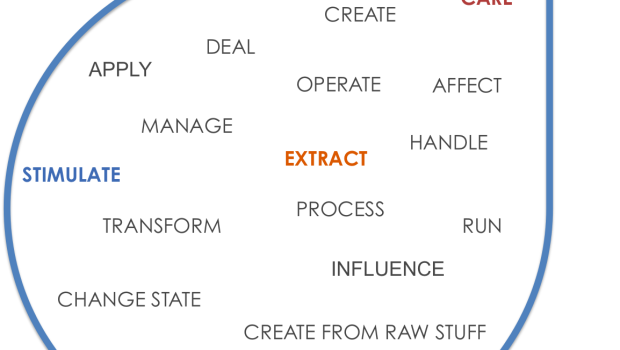 CARE
CREATE
DEAL
APPLY
OPERATE
AFFECT
MANAGE
HANDLE
EXTRACT
STIMULATE
PROCESS
TRANSFORM
RUN
INFLUENCE
CHANGE STATE
CREATE FROM RAW STUFF